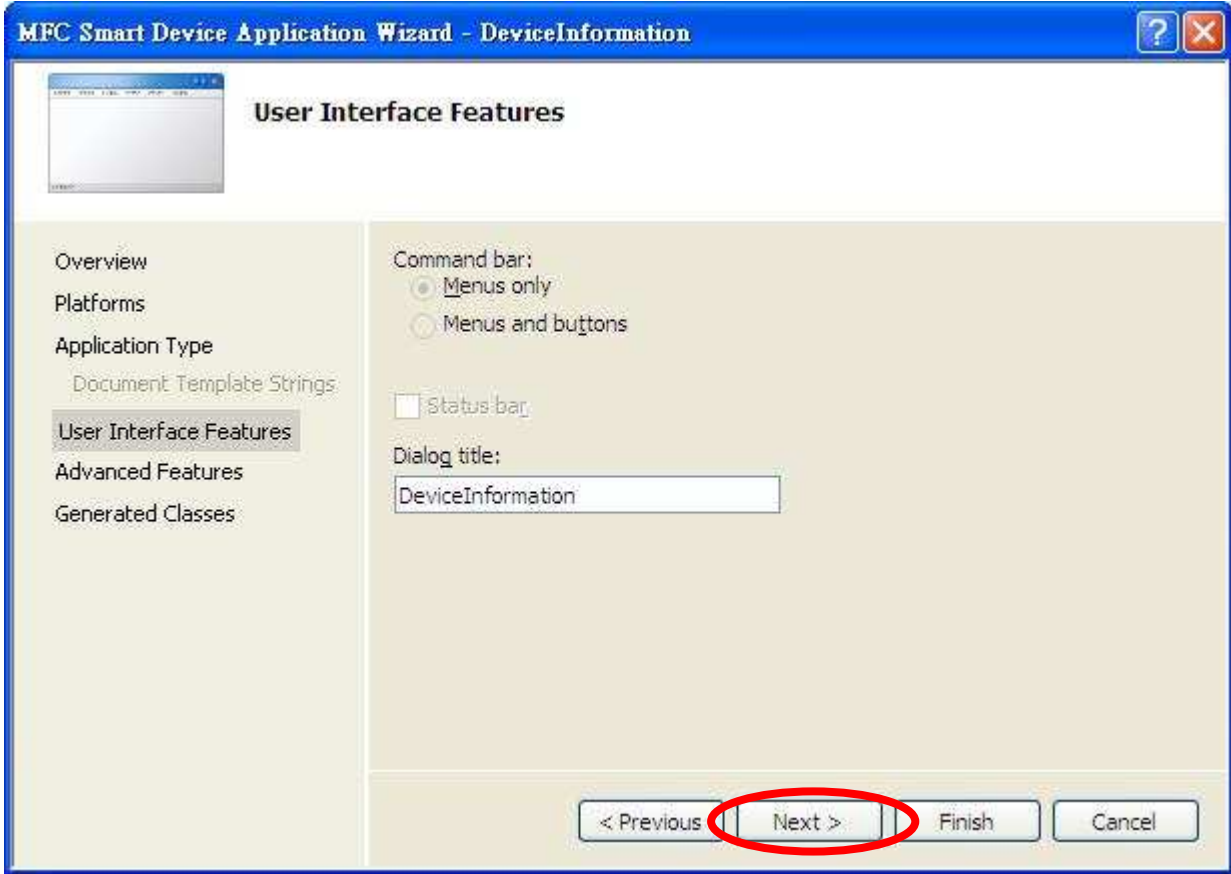 MFC Smart Device Application Wizard - DeviceInformation
User Interface Features
Overview
Platforms
Application Type
Document Template Strings
User Interface Features
Advanced Features
Generated Classes
Command bar:
Menus only
Menus and buttons
Status bar
Dialog title:
DeviceInformation
< Previous
Next >
Finish
Cancel